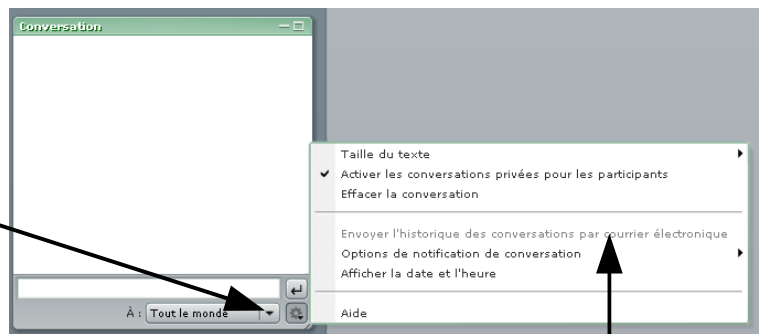 Conversation
Taille du texte
Activer les conversations privées pour les participants
Effacer la conversation
Envoyer l'historique des conversations par courrier électronique
Options de notification de conversation
Afficher la date et l'heure
À : Tout le monde
Aide